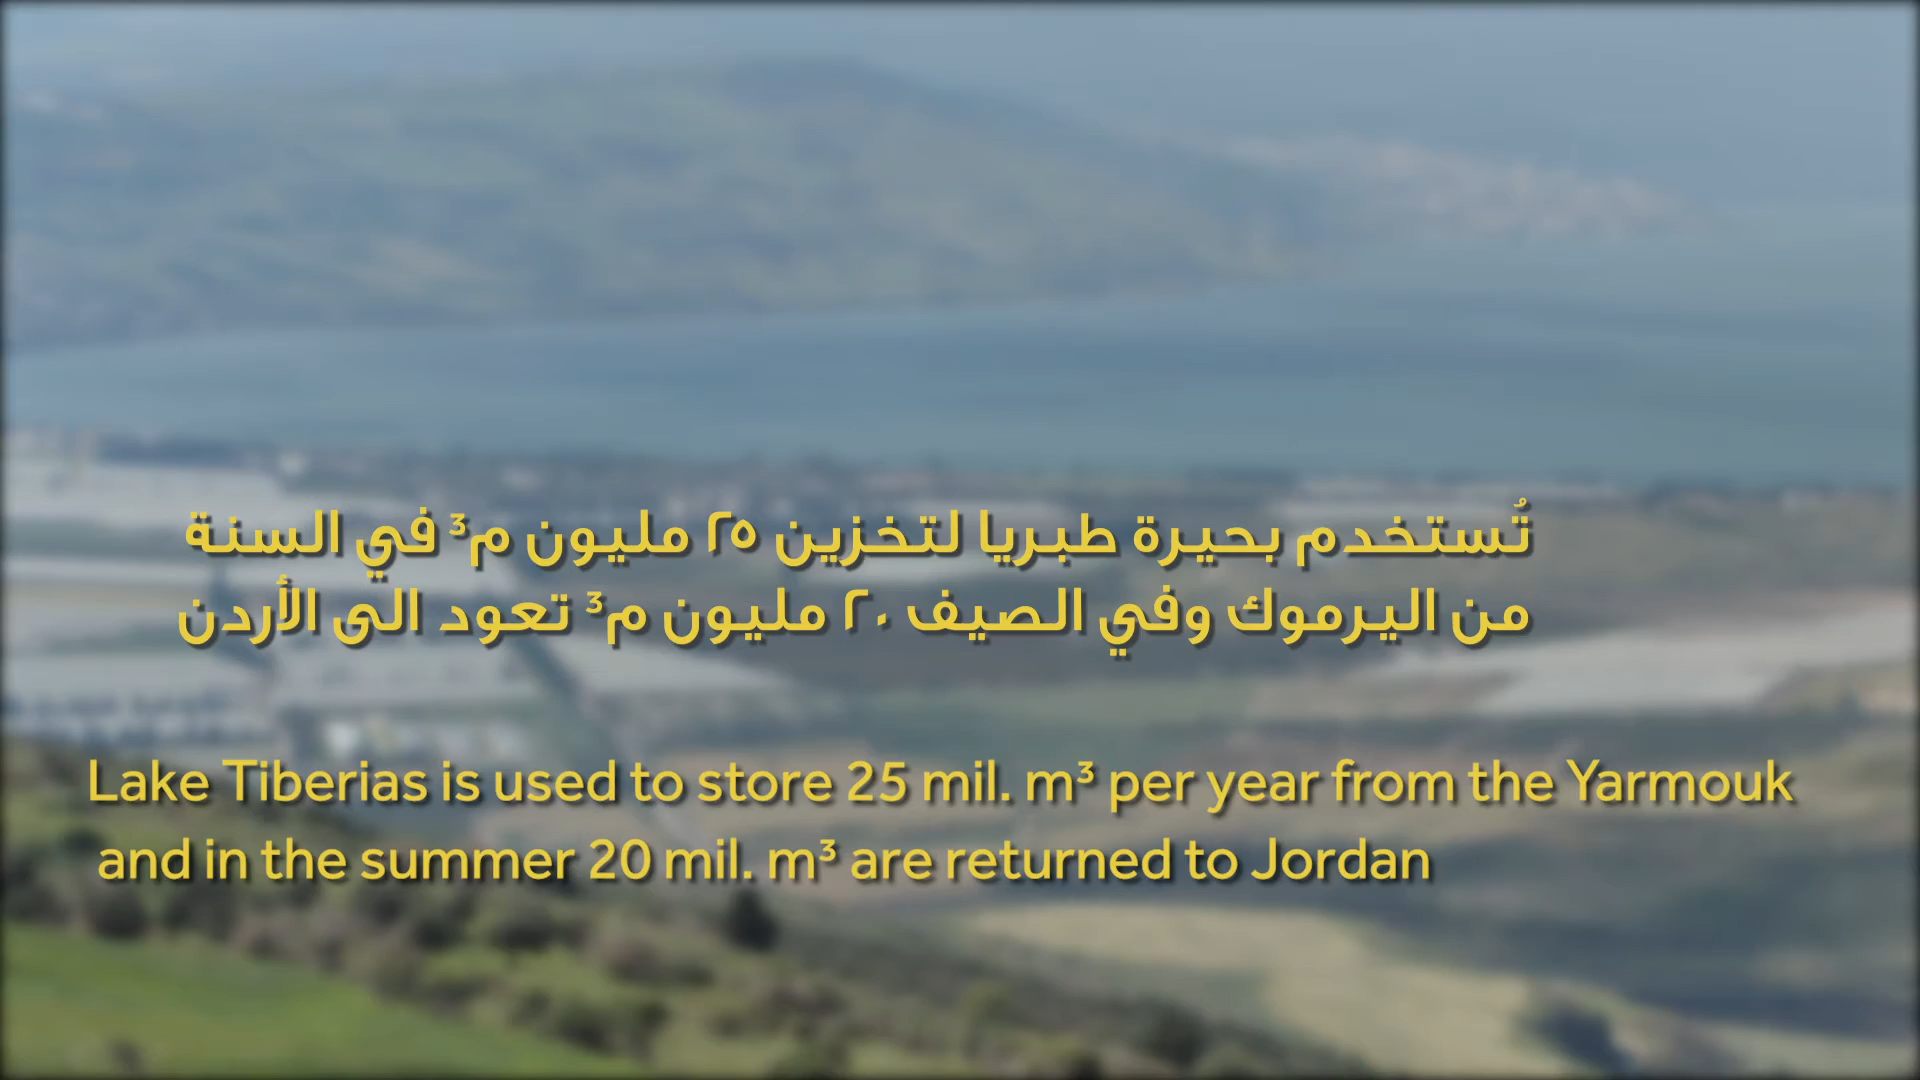 تُستخدم بحيرة طبريا لتخزين ٢٥ مليون م³ في السنة
من اليرموك وفي الصيف ٢٠ مليون م³ تعود الى الأردن
Lake Tiberias is used to store 25 mil. m³ per year from the Yarmouk
and in the summer 20 mil. m³ are returned to Jordan